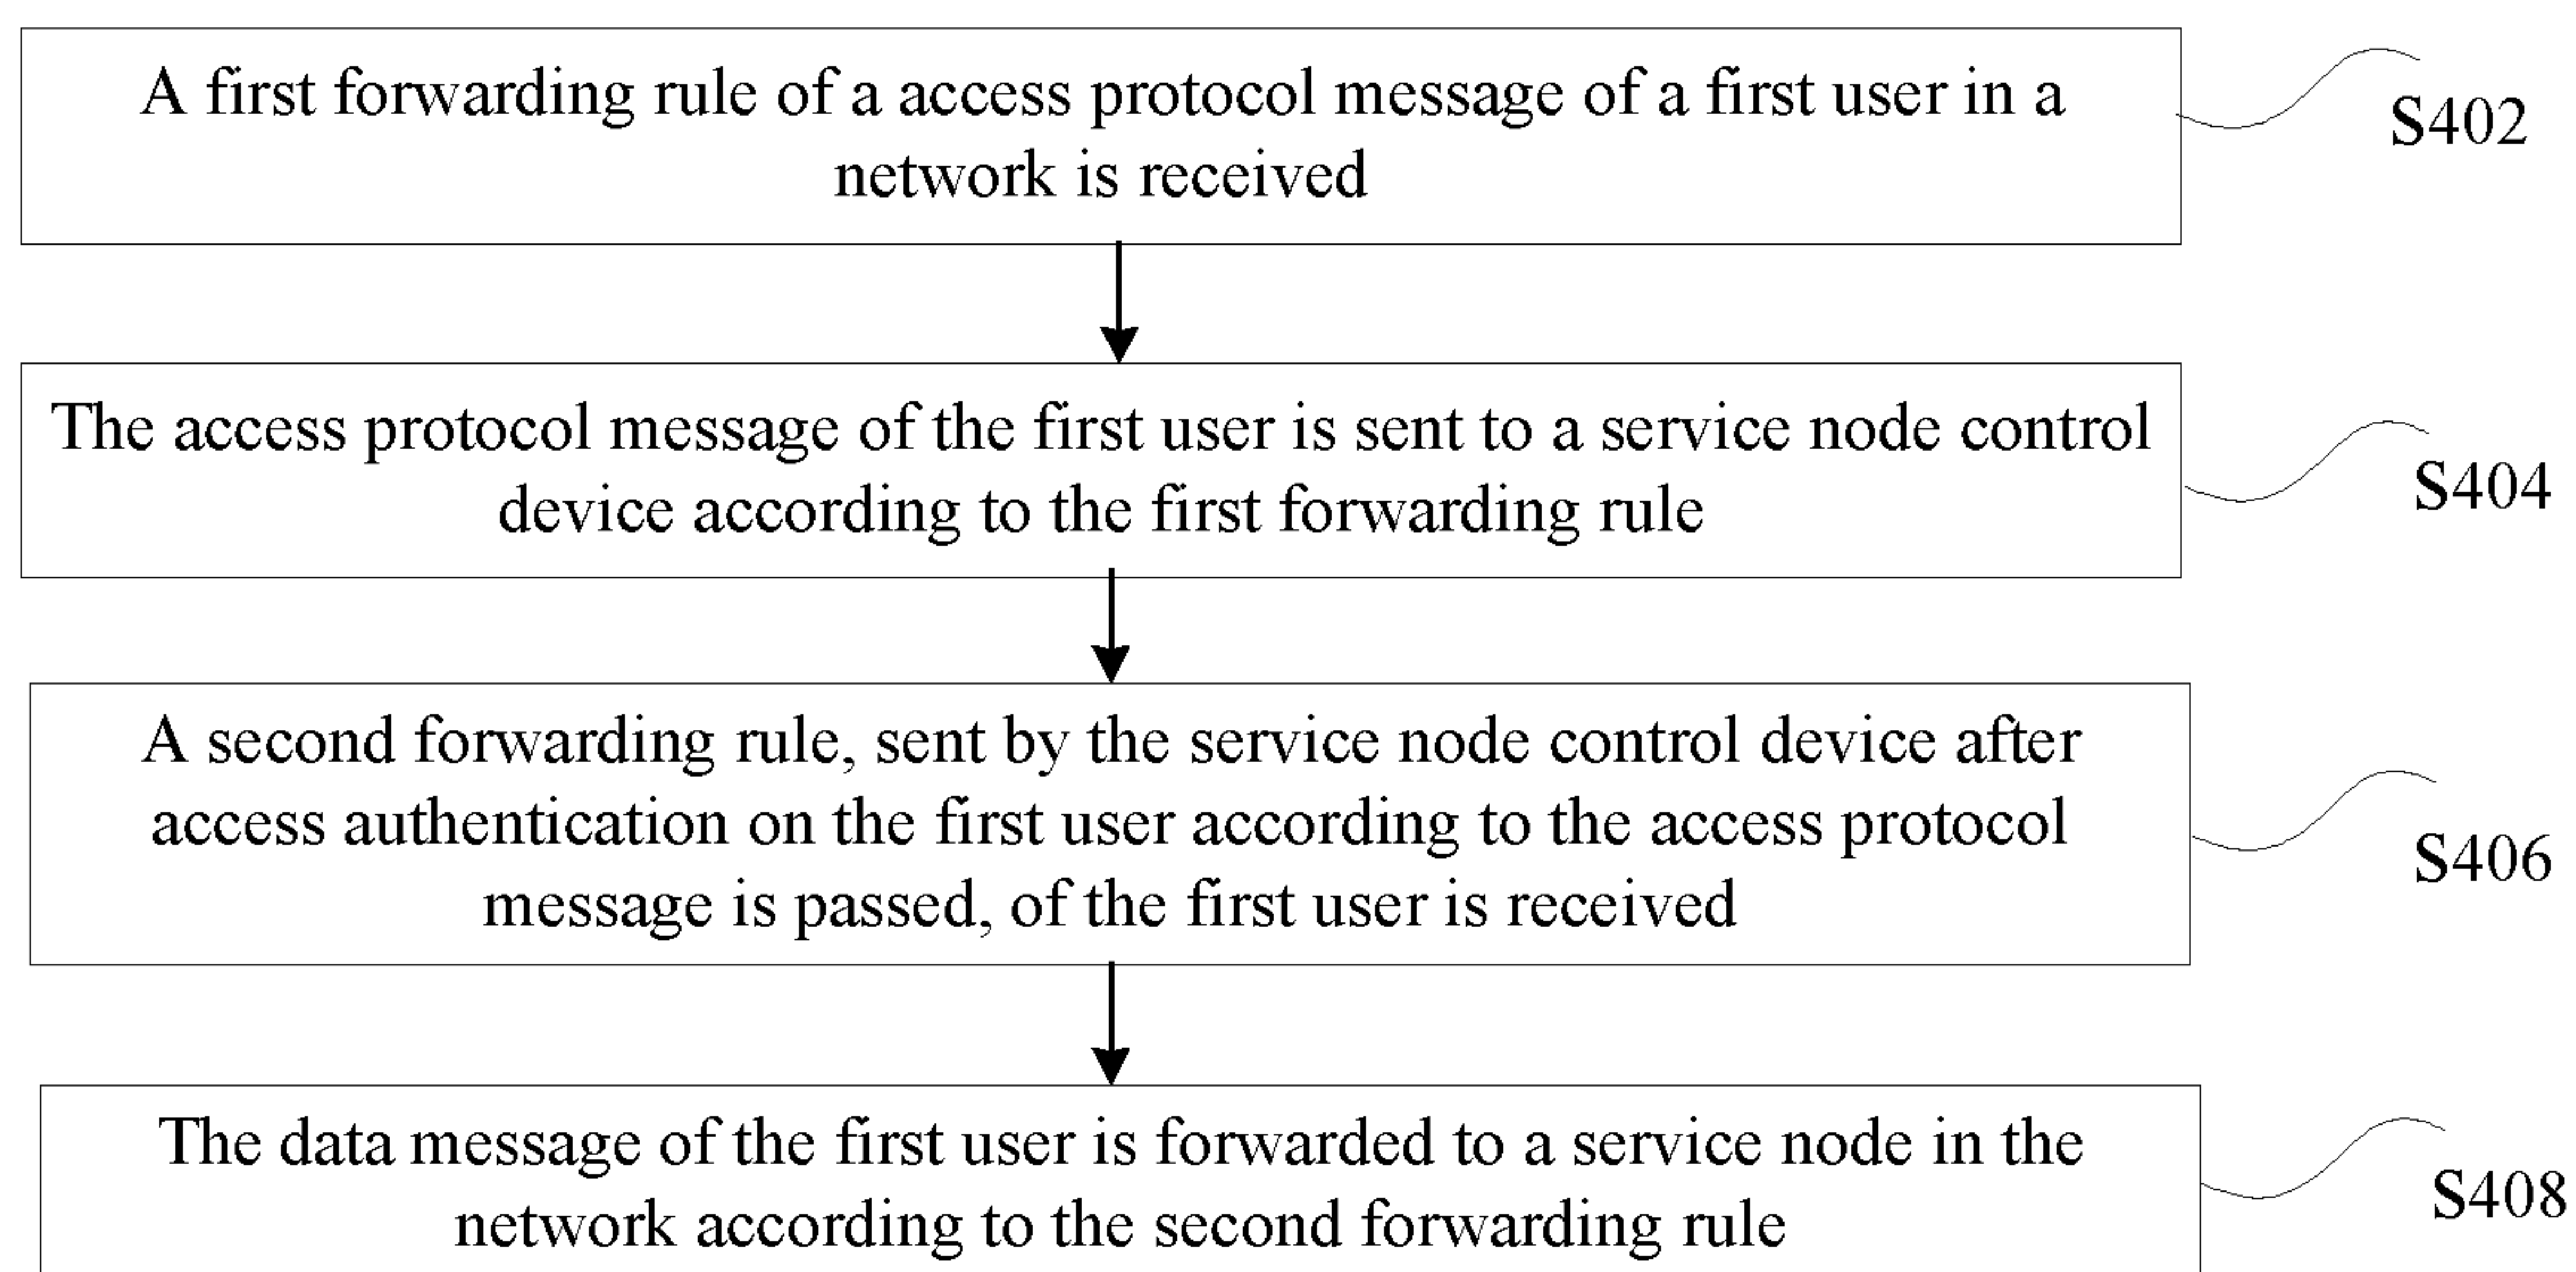 A first forwarding rule of a access protocol message of a first user in a
network is received
S402
The access protocol message of the first user is sent to a service node control
device according to the first forwarding rule
S404
A second forwarding rule, sent by the service node control device after
access authentication on the first user according to the access protocol
message is passed, of the first user is received
S406
The data message of the first user is forwarded to a service node in the
network according to the second forwarding rule
S408